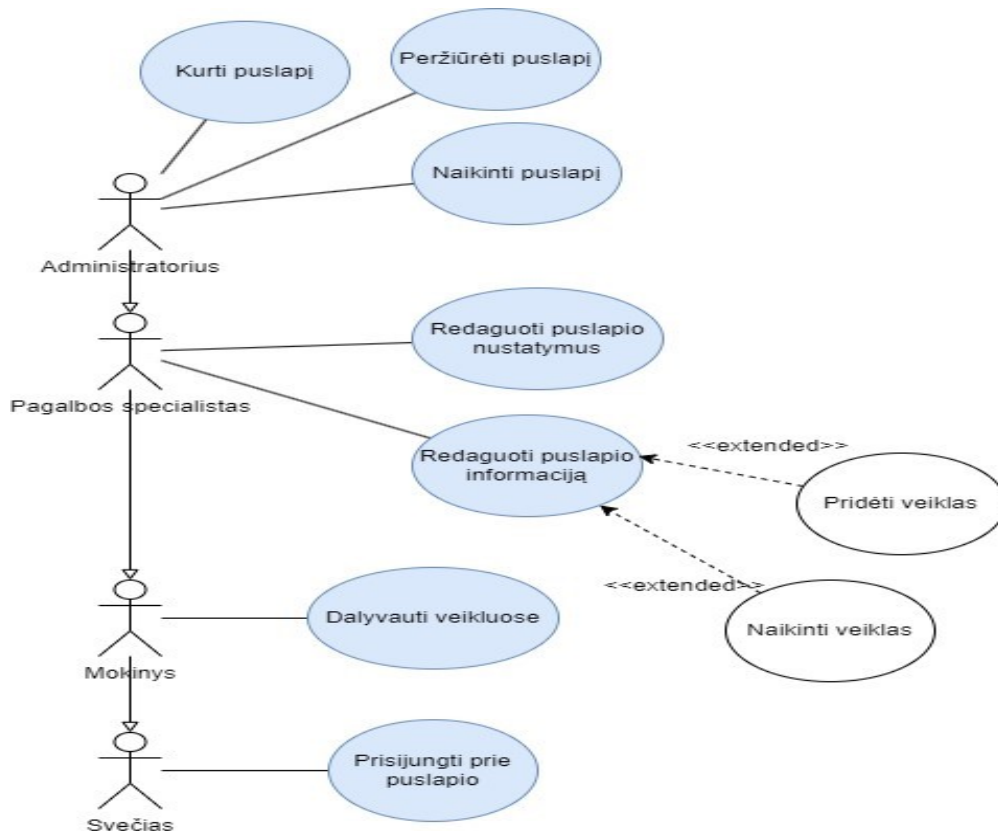 Kurti puslapį
Peržiūrėti puslapį
Naikinti puslapį
Administratorius
Redaguoti puslapio
nustatymus
Pagalbos specialistas
Redaguoti puslapio
informaciją
<<extended>>
Pridėti veiklas
<<extended>>
Naikinti veiklas
Dalyvauti veikluose
Mokinys
Prisijungti prie
puslapio
Svečias